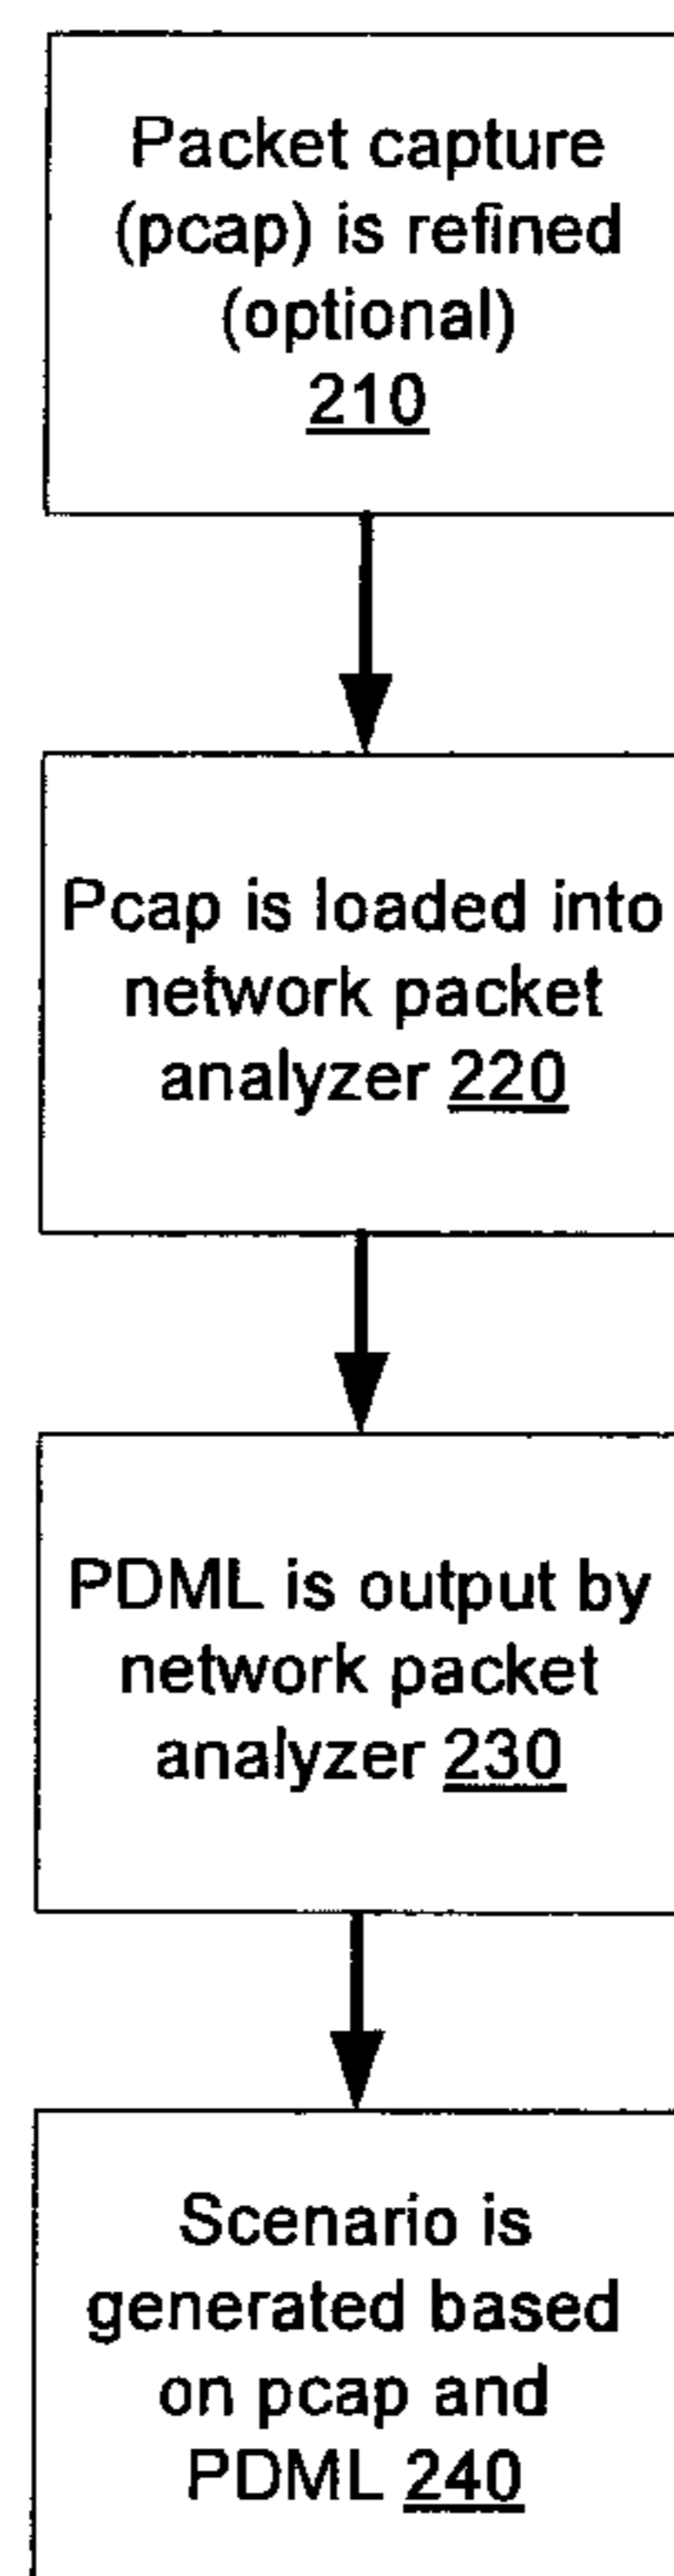 Packet capture
(pcap) is refined
(optional)
210
Pcap is loaded into
network packet
analyzer 220
PDML is output by
network packet
analyzer 230
Scenario is
generated based
on pcap and
PDML 240